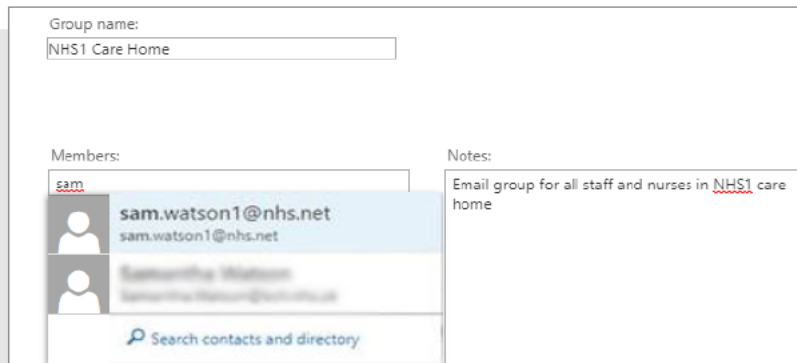 Group name:
NHS1 Care Home
Members:
Notes:
sam
Email group for all staff and nurses in NHS1 care
home
sam.watson1@nhs.net
sam.watson1@nhs.net
Search contacts and directory